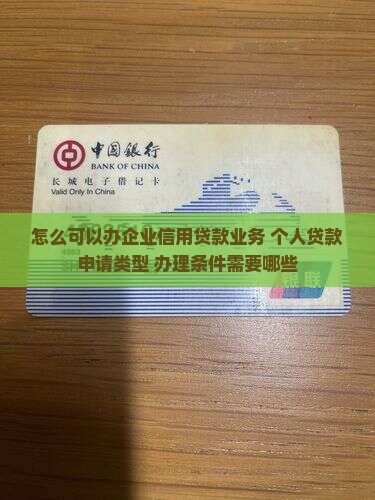 中国银行
BANK OF CHINA
长城电子借记卡
Valid Only In China
怎么可以办企业信用贷款业务 个人贷款
4563
申请类型 办理条件需要哪些
银联